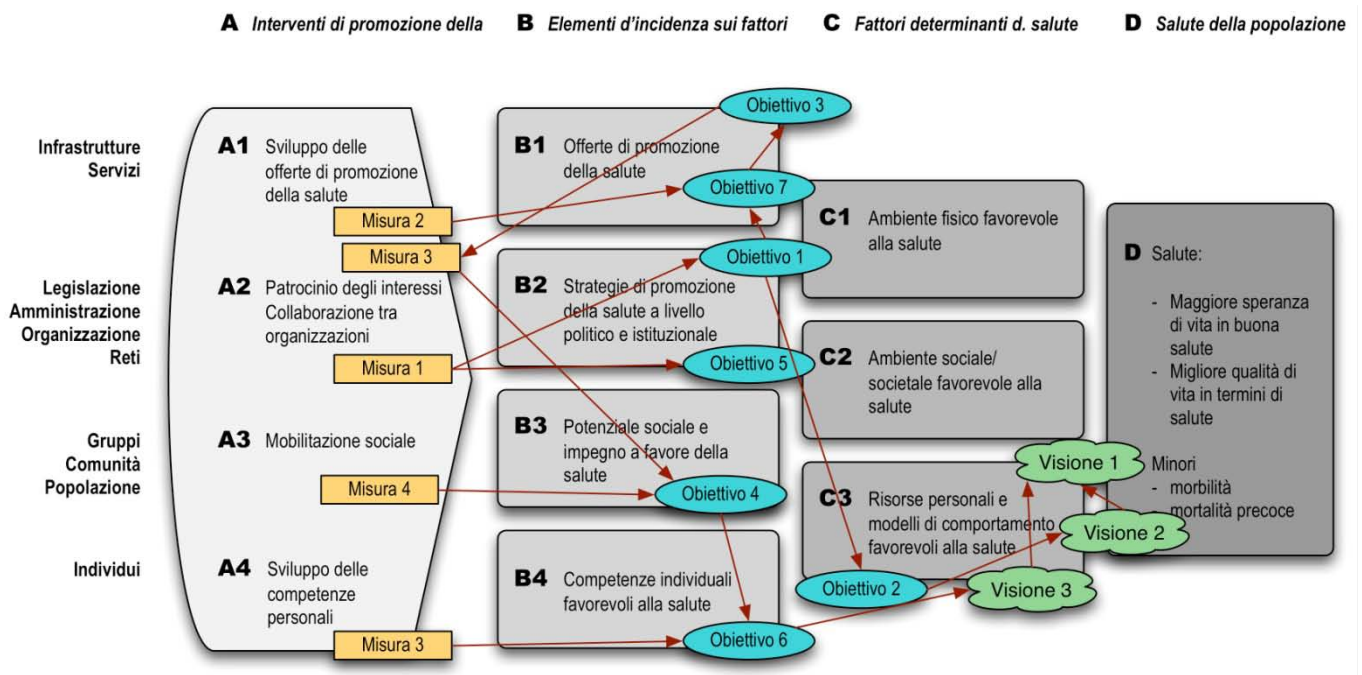 A Interventi di promozione della
B Elementi d'incidenza sui fattori
C Fattori determinanti d. salute
D Salute della popolazione
Infrastrutture
Servizi
Legislazione
Amministrazione
Organizzazione
Reti
Gruppi
Comunità
Popolazione
Individui
A1 Sviluppo delle
offerte di promozione
della salute
Misura 2
Misura 3
A2 Patrocinio degli interessi
Collaborazione tra
organizzazioni
Misura 1
A3 Mobilitazione sociale
Misura 4
A4 Sviluppo delle
competenze
personali
Misura 3
Obiettivo 3
B1 Offerte di promozione
della salute
Obiettivo 7
Obiettivo 1
B2 Strategie di promozione
della salute a livello
politico e istituzionale
Obiettivo 5
B3 Potenziale sociale e
impegno a favore della
salute
Obiettivo 4
B4 Competenze individuali
favorevoli alla salute
Obiettivo 6
C1 Ambiente fisico favorevole
alla salute
C2 Ambiente sociale/
societale favorevole alla
salute
C3 Risorse personali e
modelli di comportamento
favorevoli alla salute
Obiettivo 2
Visione 1
Visione 2
Visione 3
D Salute:
- Maggiore speranza
di vita in buona
salute
- Migliore qualità di
vita in termini di
salute
Minori
- morbilità
mortalità precoce